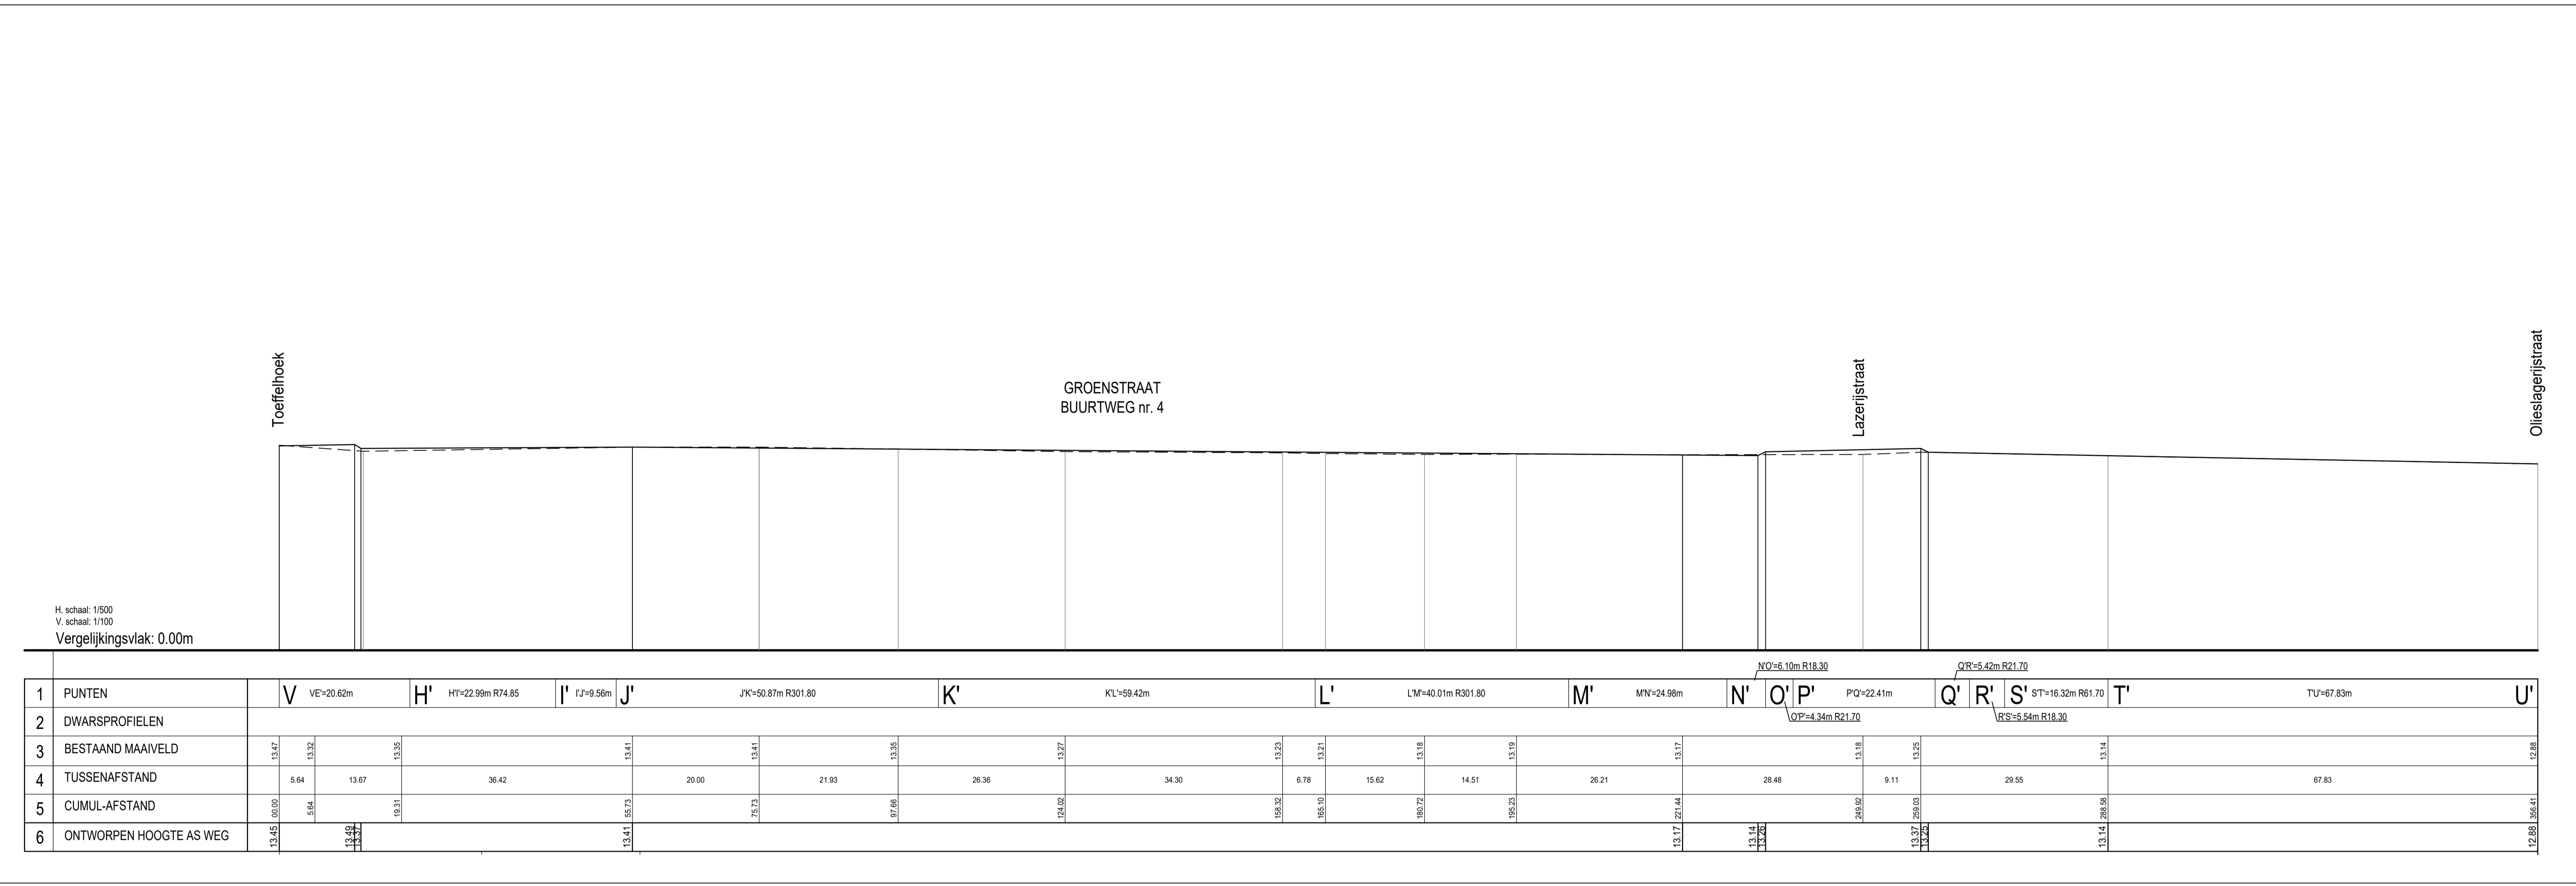 Toeffelhoek
GROENSTRAAT
BUURTWEG nr. 4
Lazerijstraat
Olieslagerijstraat
H. schaal: 1/500
V. schaal: 1/100
Vergelijkingsvlak: 0.00m
N'O'=6.10m R18.30
Q'R'=5.42m R21.70
1 PUNTEN V VE'=20.62m H' H'I'=22.99m R74.85 I' I'J'=9.56m J' J'K'=50.87m R301.80 K' K'L'=59.42m L' L'M'=40.01m R301.80 M' M'N'=24.98m N' O' P' P'Q'=22.41m Q' R' S' S'T'=16.32m R61.70 T' T'U'=67.83m U'
O'P'=4.34m R21.70
R'S'=5.54m R18.30
2 DWARSPROFIELEN
3 BESTAAND MAAIVELD 13.47 13.32 13.35 13.41 13.41 13.35 13.27 13.23 13.21 13.18 13.19 13.17 13.18 13.25 13.14 12.88
4 TUSSENAFSTAND 5.64 13.67 36.42 20.00 21.93 26.36 34.30 6.78 15.62 14.51 26.21 28.48 9.11 29.55 67.83
5 CUMUL-AFSTAND 00.00 5.64 19.31 55.73 75.73 97.66 124.02 158.32 165.10 180.72 195.23 221.44 249.92 259.03 288.58 356.41
6 ONTWORPEN HOOGTE AS WEG 13.45 13.49 13.37 13.41 13.17 13.14 13.26 13.37 13.25 13.14 12.88